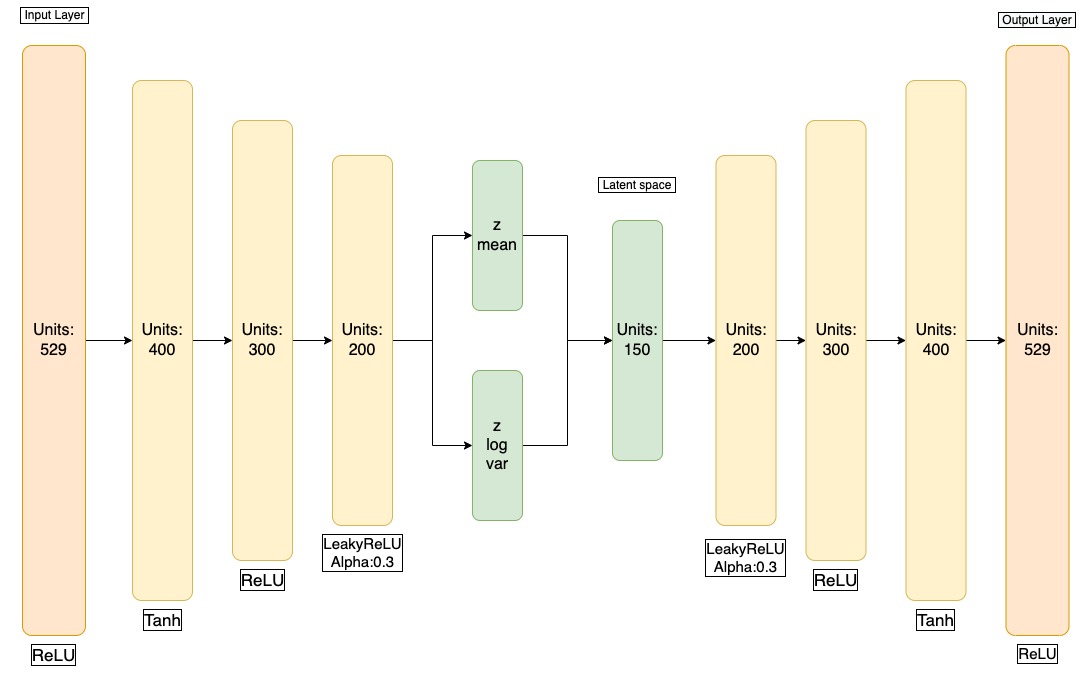 Input Layer
Output Layer
Latent space
Units:
529
Units:
400
Units:
300
Units:
200
z
mean
z
log
var
Units:
150
Units:
200
Units:
300
Units:
400
Units:
529
ReLU
Tanh
ReLU
LeakyReLU
Alpha:0.3
LeakyReLU
Alpha:0.3
ReLU
Tanh
ReLU